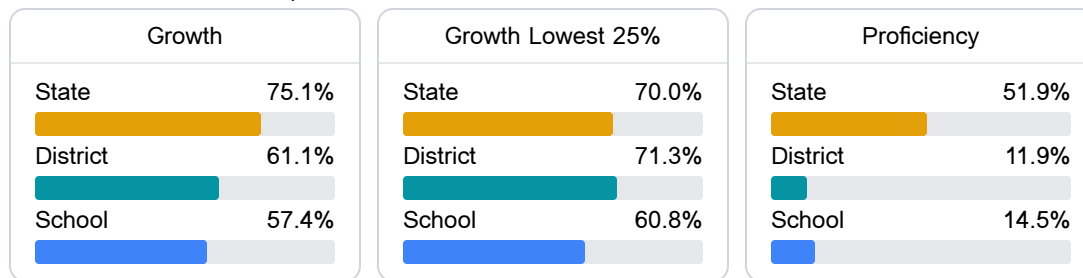 Growth
State 75.1%
District 61.1%
School 57.4%
Growth Lowest 25%
State 70.0%
District 71.3%
School 60.8%
Proficiency
State 51.9%
District 11.9%
School 14.5%